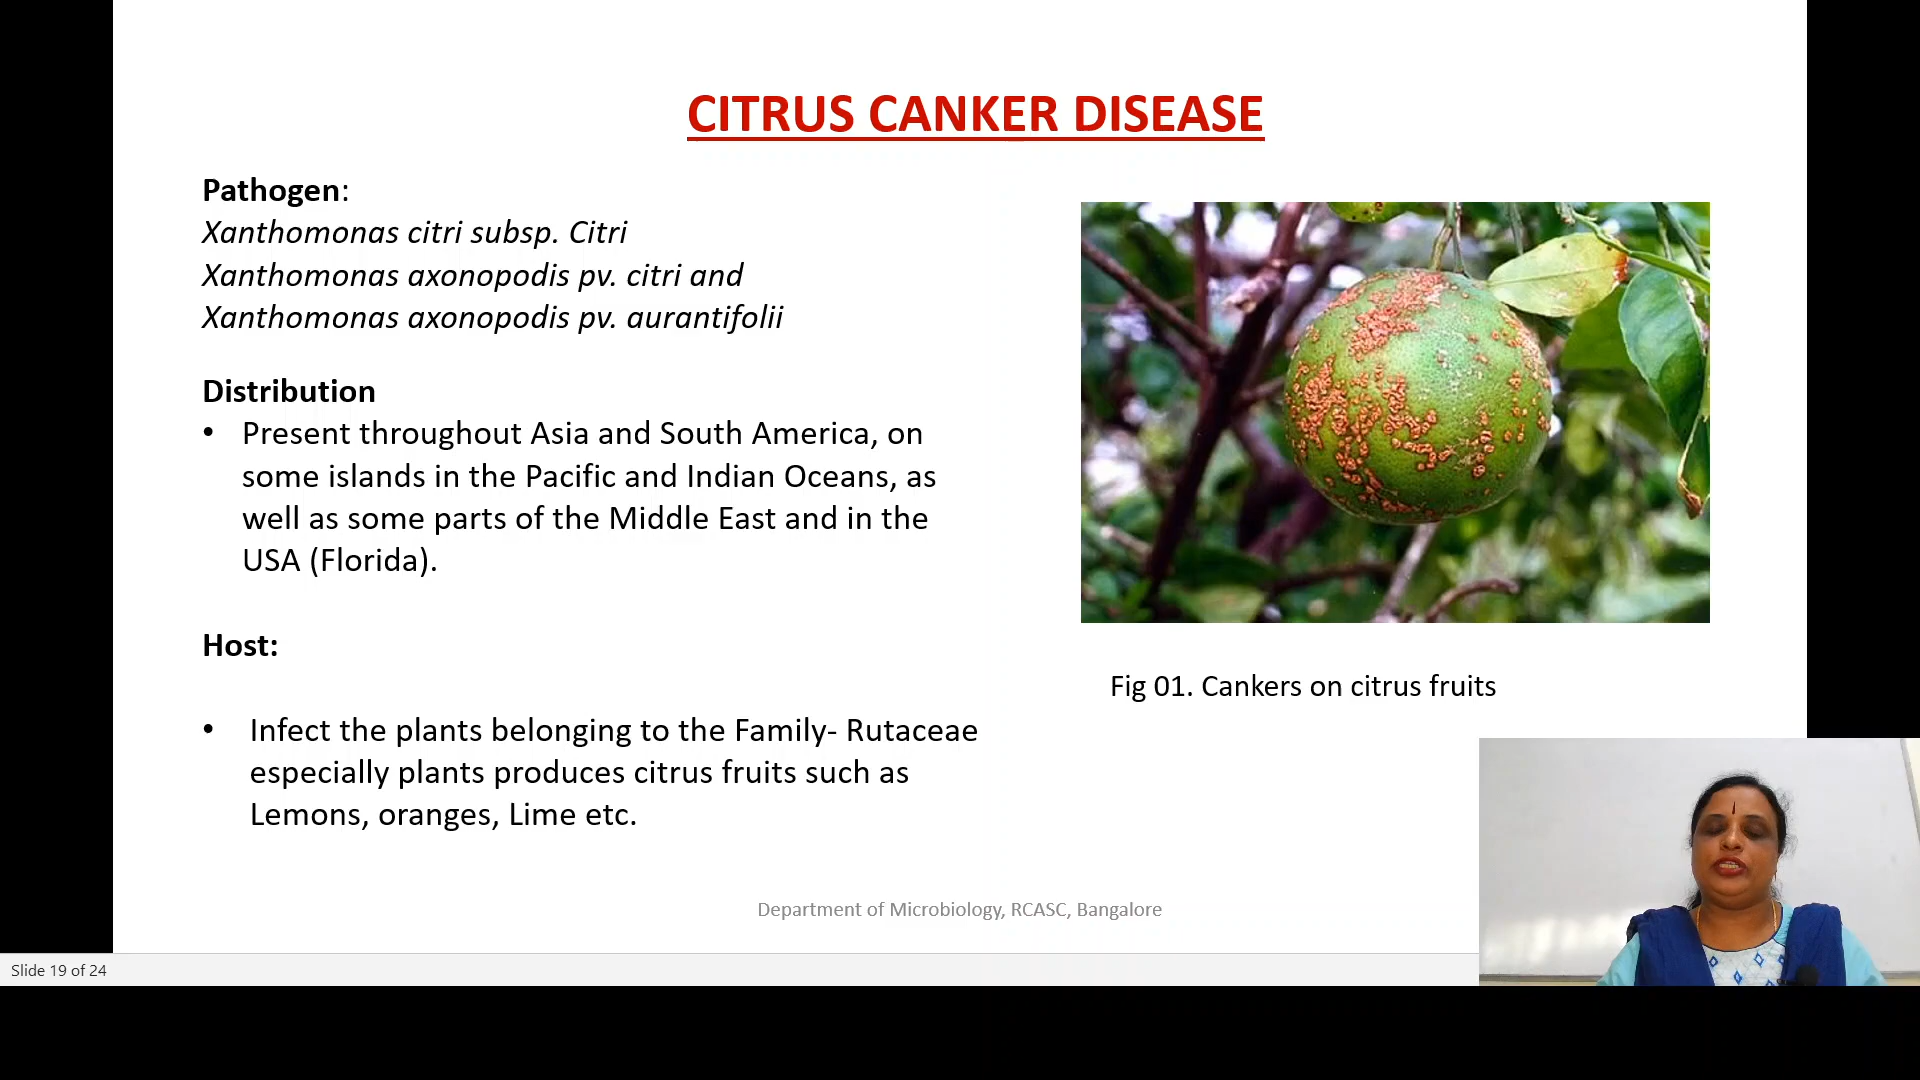 CITRUS CANKER DISEASE
Pathogen:
Xanthomonas citri subsp. Citri
Xanthomonas axonopodis pv. citri and
Xanthomonas axonopodis pv. aurantifolii
Distribution
• Present throughout Asia and South America, on
some islands in the Pacific and Indian Oceans, as
well as some parts of the Middle East and in the
USA (Florida).
Host:
• Infect the plants belonging to the Family- Rutaceae
especially plants produces citrus fruits such as
Lemons, oranges, Lime etc.
Fig 01. Cankers on citrus fruits
Department of Microbiology, RCASC, Bangalore
Slide 19 of 24